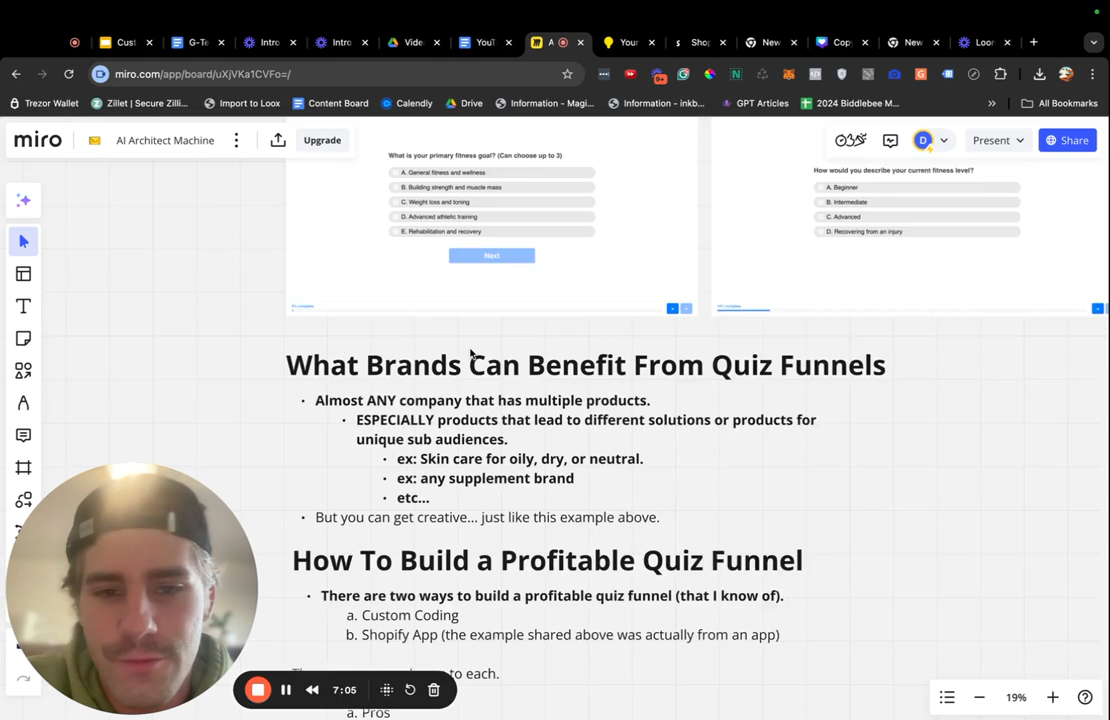 Cust
G-Te
Intro
Intro
Vide
YouT
A
Your
Shop
New
Copy
New
Loor
miro.com/app/board/uXjVKa1CVFo=/
9+
Trezor Wallet
Zillet | Secure Zilli...
Import to Loox
Content Board
Calendly
Drive
Information - Magi...
Information - inkb...
GPT Articles
2024 Biddlebee M...
»
All Bookmarks
miro
AI Architect Machine
Upgrade
D
Present
Share
What is your primary fitness goal? (Can choose up to 3)
A. General fitness and wellness
B. Building strength and muscle mass
C. Weight loss and toning
D. Advanced athletic training
E. Rehabilitation and recovery
Next
How would you describe your current fitness level?
A. Beginner
B. Intermediate
C. Advanced
D. Recovering from an injury
What Brands Can Benefit From Quiz Funnels
· Almost ANY company that has multiple products.
· ESPECIALLY products that lead to different solutions or products for
unique sub audiences.
· ex: Skin care for oily, dry, or neutral.
· ex: any supplement brand
· etc...
· But you can get creative... just like this example above.
How To Build a Profitable Quiz Funnel
· There are two ways to build a profitable quiz funnel (that I know of).
a. Custom Coding
b. Shopify App (the example shared above was actually from an app)
to each.
a. Pros
7:05
19%